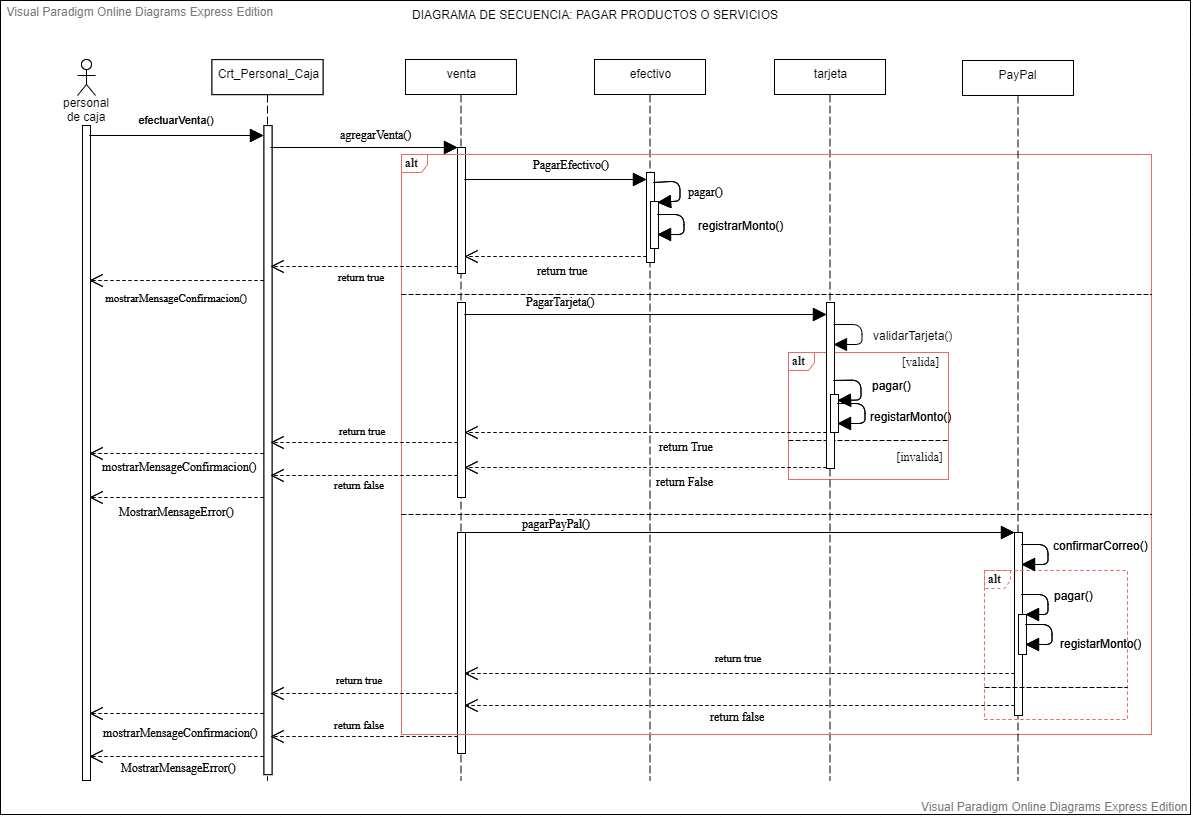 Visual Paradigm Online Diagrams Express Edition
DIAGRAMA DE SECUENCIA: PAGAR PRODUCTOS O SERVICIOS
personal
de caja
Crt_Personal_Caja
venta
efectivo
tarjeta
PayPal
efectuarVenta()
agregarVenta()
alt
PagarEfectivo()
pagar()
registrarMonto()
return true
return true
mostrarMensageConfirmacion()
PagarTarjeta()
validarTarjeta()
alt
[valida]
pagar()
registarMonto()
return true
return True
mostrarMensageConfirmacion()
[invalida]
return false
return False
MostrarMensageError()
pagarPayPal()
confirmarCorreo()
alt
pagar()
registarMonto()
return true
return true
return false
return false
mostrarMensageConfirmacion()
MostrarMensageError()
Visual Paradigm Online Diagrams Express Edition